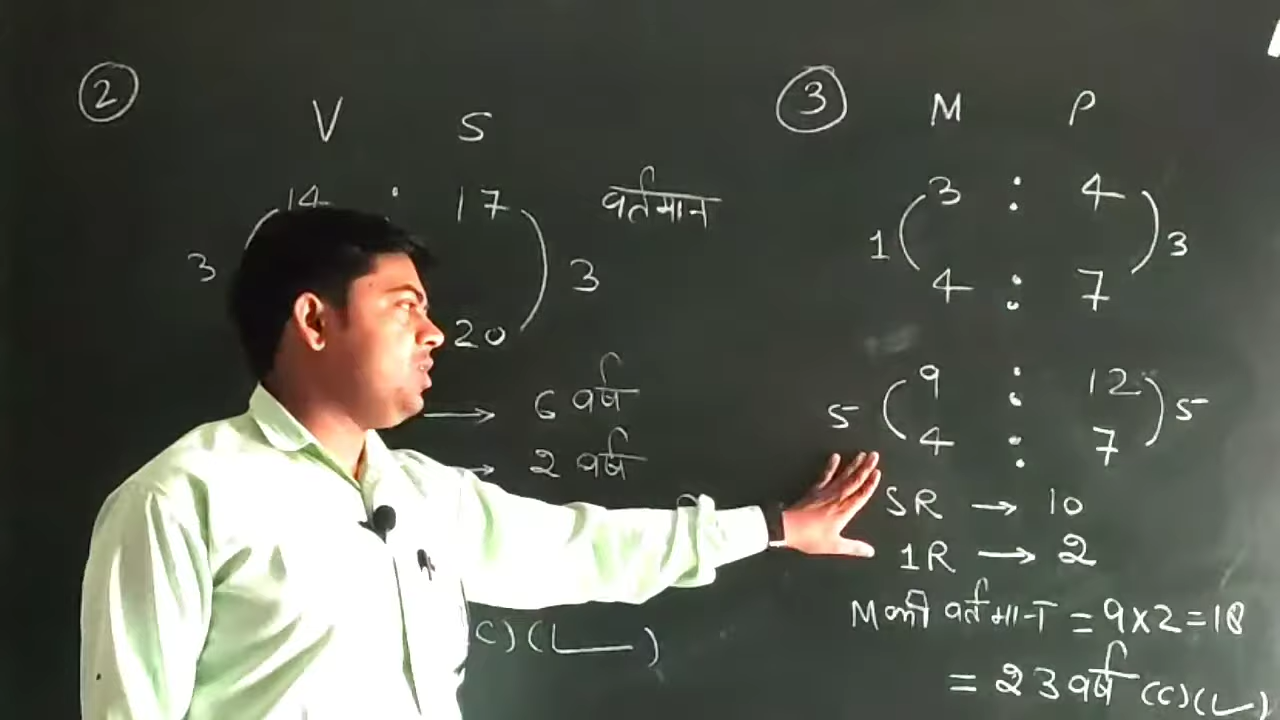 ②
V S
14 : 17 वर्तमान
3 3
20
→ 6 वर्ष
→ 2 वर्ष
C) (✓)
③
M P
3 : 4
1 3
4 : 7
9 : 12
5 5
4 : 7
5R → 10
1R → 2
M की वर्तमान = 9×2=18
= 23 वर्ष (C) (✓)